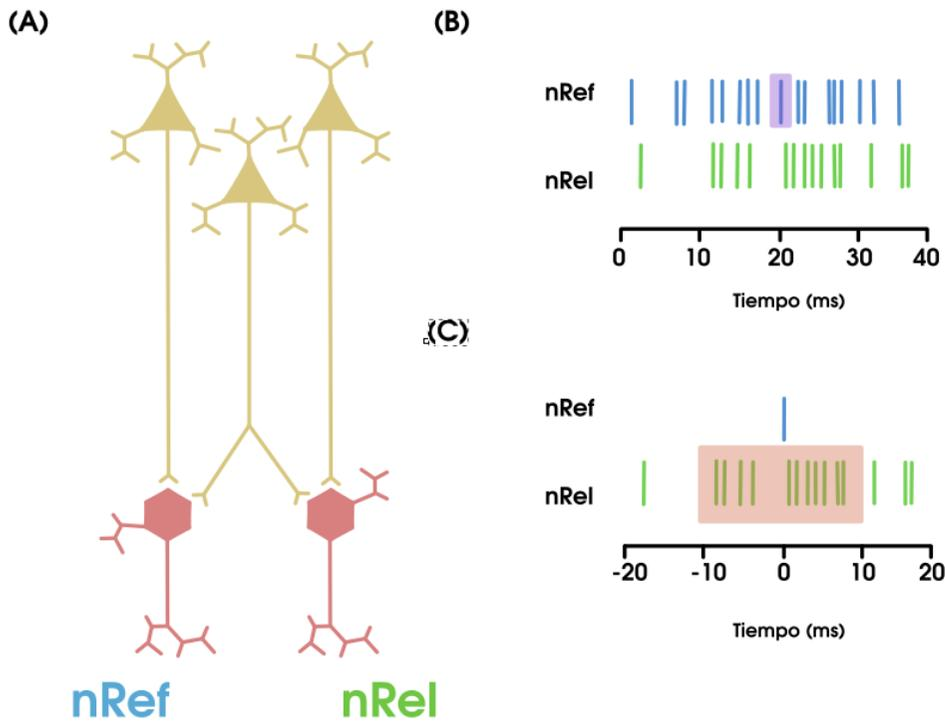 (A)
nRef
nRel
(B)
nRef
nRel
0 10 20 30 40
Tiempo (ms)
(C)
nRef
nRel
-20 -10 0 10 20
Tiempo (ms)